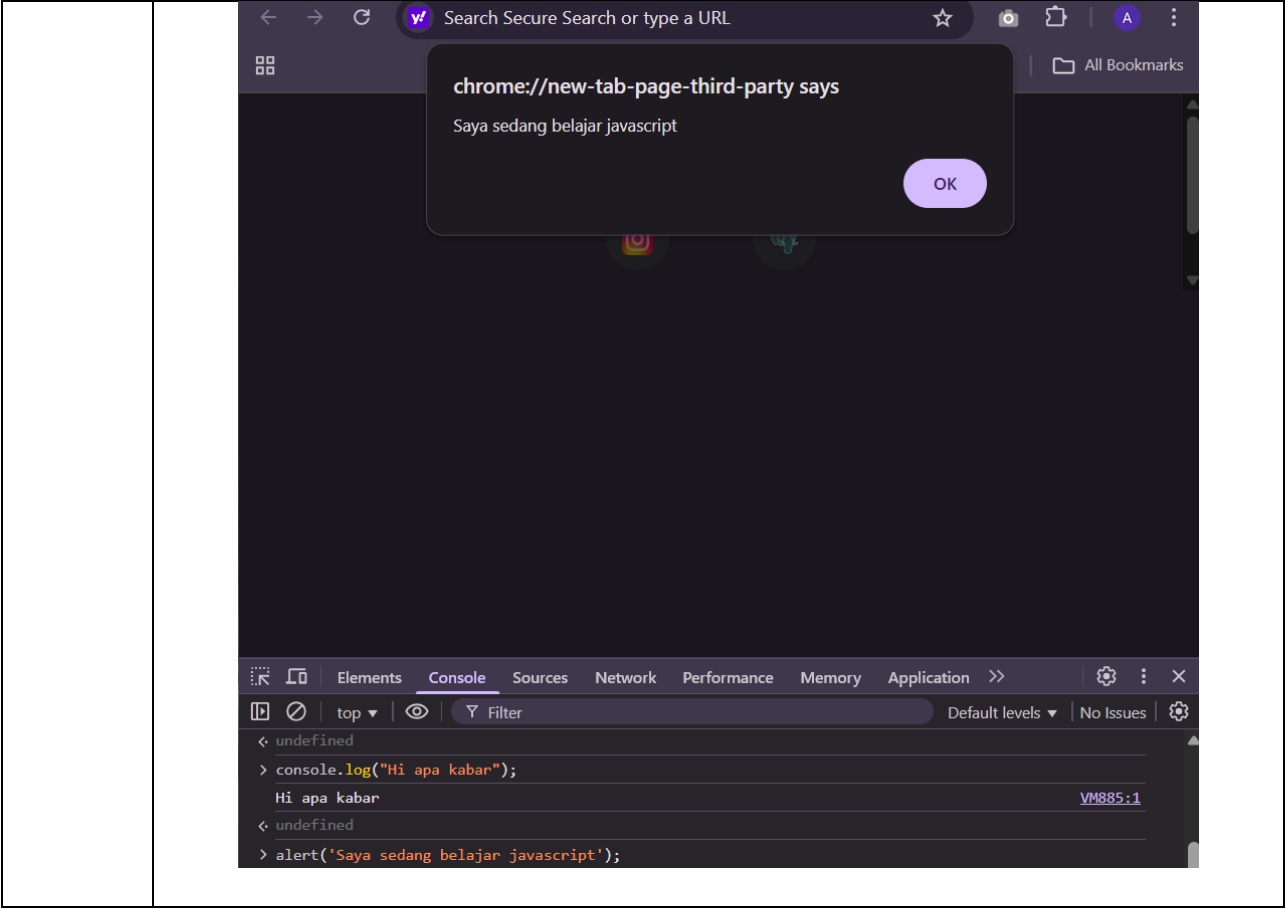 y! Search Secure Search or type a URL A
All Bookmarks
chrome://new-tab-page-third-party says
Saya sedang belajar javascript
OK
Elements Console Sources Network Performance Memory Application
top Filter Default levels No Issues
undefined
console.log("Hi apa kabar");
Hi apa kabar VM885:1
undefined
alert('Saya sedang belajar javascript');